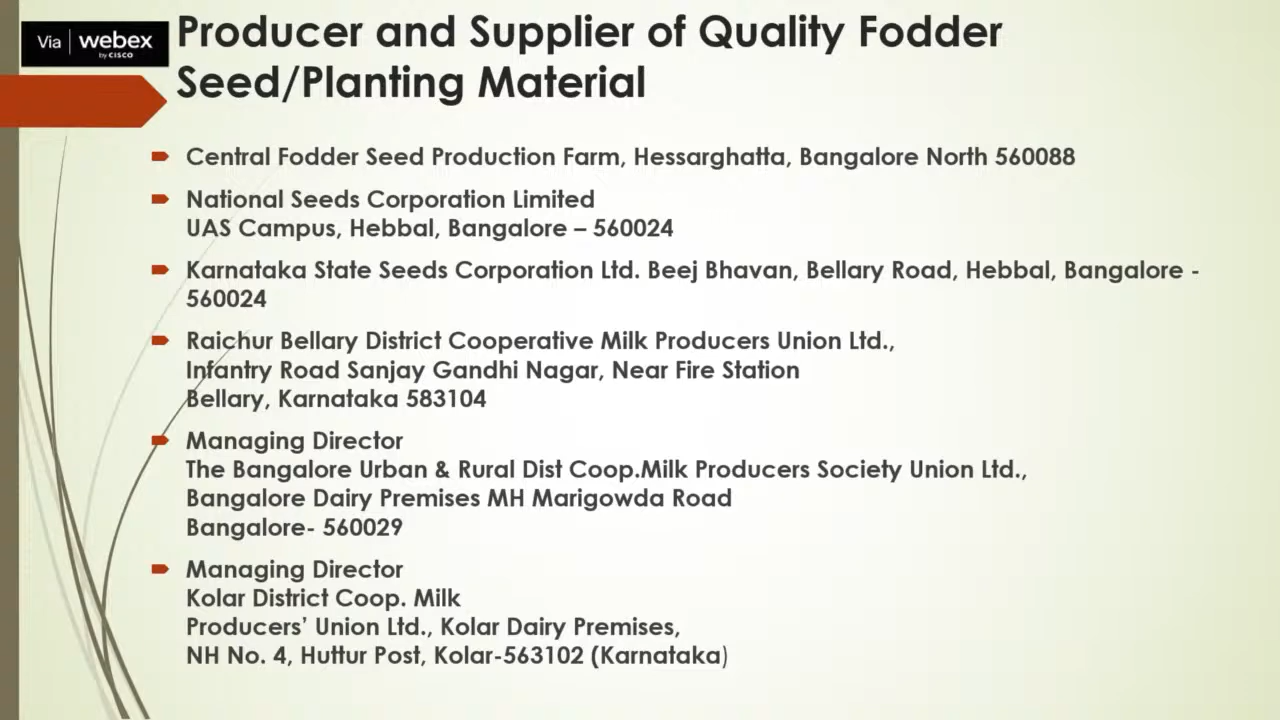 Via | webex
by CISCO
Producer and Supplier of Quality Fodder
Seed/Planting Material
Central Fodder Seed Production Farm, Hessarghatta, Bangalore North 560088
National Seeds Corporation Limited
UAS Campus, Hebbal, Bangalore – 560024
Karnataka State Seeds Corporation Ltd. Beej Bhavan, Bellary Road, Hebbal, Bangalore -
560024
Raichur Bellary District Cooperative Milk Producers Union Ltd.,
Infantry Road Sanjay Gandhi Nagar, Near Fire Station
Bellary, Karnataka 583104
Managing Director
The Bangalore Urban & Rural Dist Coop.Milk Producers Society Union Ltd.,
Bangalore Dairy Premises MH Marigowda Road
Bangalore- 560029
Managing Director
Kolar District Coop. Milk
Producers’ Union Ltd., Kolar Dairy Premises,
NH No. 4, Huttur Post, Kolar-563102 (Karnataka)